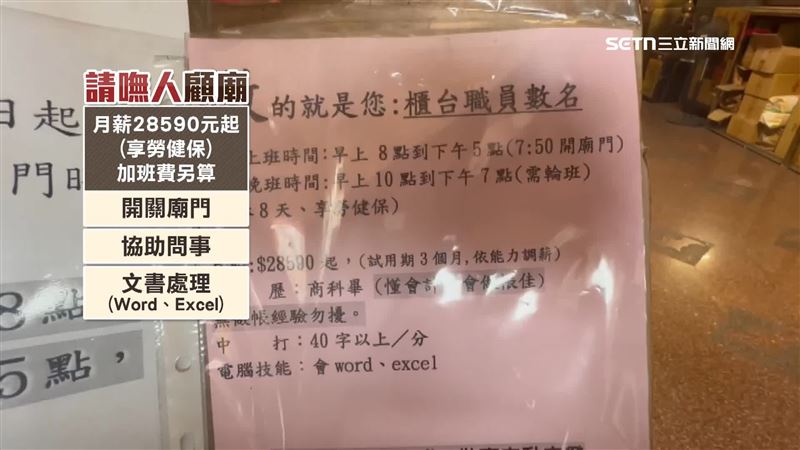 SETN三立新聞網
請嘸人顧廟
月薪28590元起
(享勞健保)
加班費另算
開關廟門
協助問事
文書處理
(Word、Excel)
日起
門時
8點
5點，
的就是您:櫃台職員數名
上班時間:早上 8點到下午5點(7:50開廟門)
晚班時間:早上10點到下午7點(需輪班)
8天、享勞健保)
:$28590 起，(試用期3個月,依能力調薪)
歷:商科畢(懂會計
佳)
帳經驗勿擾。
中 打:40字以上/分
電腦技能:會word、excel